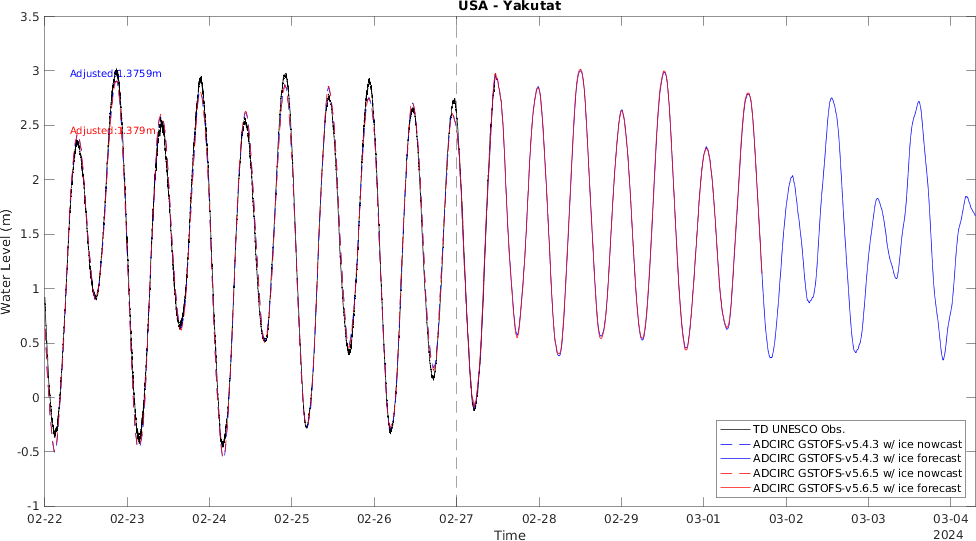 USA - Yakutat
3.5
3
2.5
2
1.5
1
0.5
0
-0.5
-1
Water Level (m)
Adjusted:1.3759m
Adjusted:1.379m
TD UNESCO Obs.
ADCIRC GSTOFS-v5.4.3 w/ ice nowcast
ADCIRC GSTOFS-v5.4.3 w/ ice forecast
ADCIRC GSTOFS-v5.6.5 w/ ice nowcast
ADCIRC GSTOFS-v5.6.5 w/ ice forecast
02-22 02-23 02-24 02-25 02-26 02-27 02-28 02-29 03-01 03-02 03-03 03-04
Time
2024